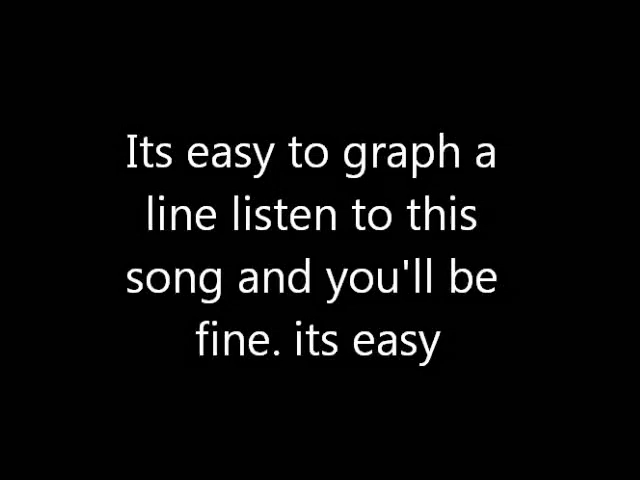 Its easy to graph a
line listen to this
song and you'll be
fine. its easy